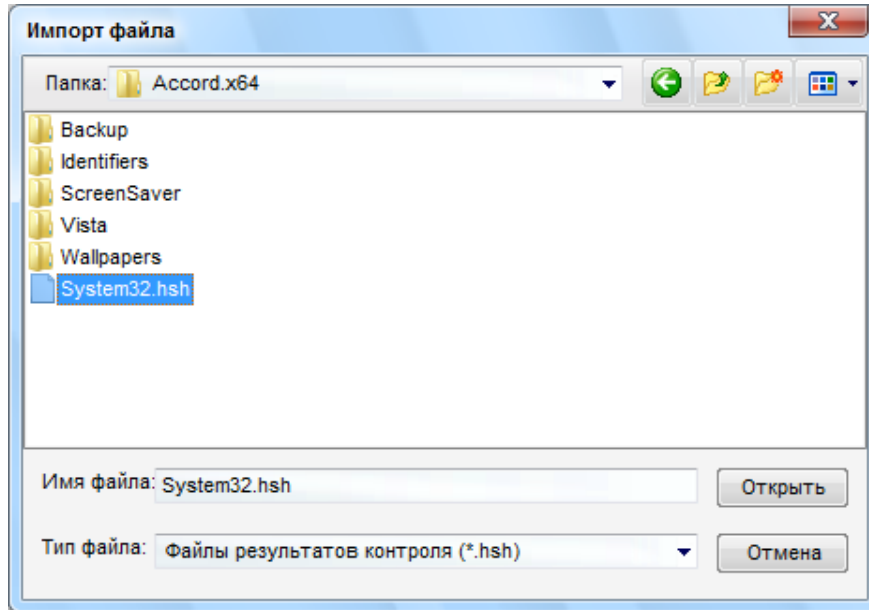 Импорт файла
Папка: Accord.x64
Backup
Identifiers
ScreenSaver
Vista
Wallpapers
System32.hsh
Имя файла: System32.hsh
Открыть
Тип файла: Файлы результатов контроля (*.hsh)
Отмена